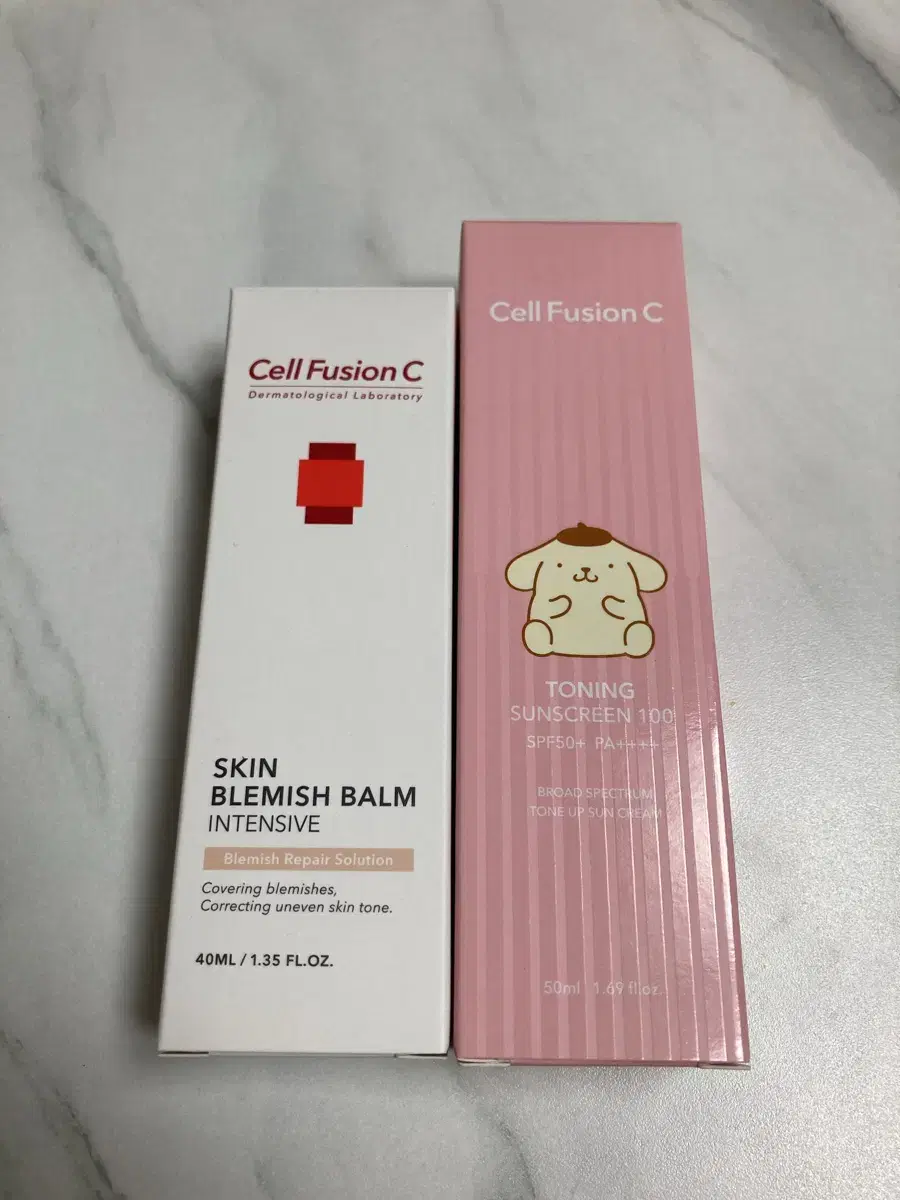 Cell Fusion C
Dermatological Laboratory
SKIN
BLEMISH BALM
INTENSIVE
Blemish Repair Solution
Covering blemishes,
Correcting uneven skin tone.
40ML / 1.35 FL.OZ.
Cell Fusion C
TONING
SUNSCREEN 100
SPF50+ PA++++
BROAD SPECTRUM
TONE UP SUN CREAM
50ml 1.69 fl.oz.